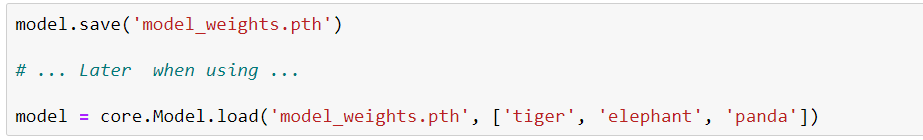 model.save('model_weights.pth')
# ... Later when using ...
model = core.Model.load('model_weights.pth', ['tiger', 'elephant', 'panda'])